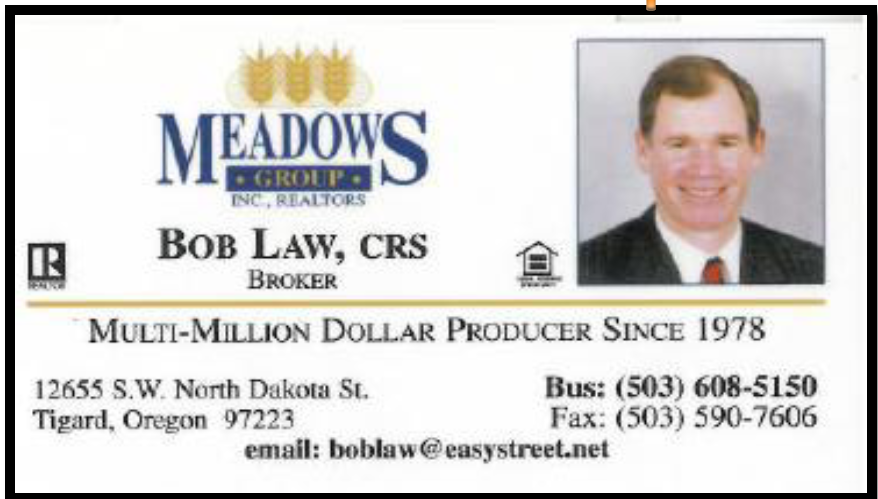 MEADOWS
• GROUP •
INC., REALTORS
BOB LAW, CRS
BROKER
REALTOR
MULTI-MILLION DOLLAR PRODUCER SINCE 1978
12655 S.W. North Dakota St.
Tigard, Oregon 97223
Bus: (503) 608-5150
Fax: (503) 590-7606
email: boblaw@easystreet.net